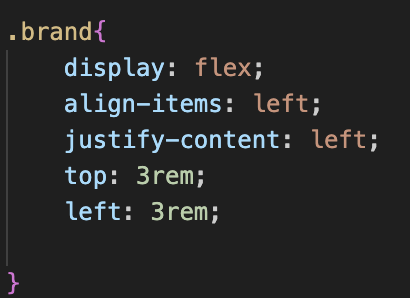 .brand{
    display: flex;
    align-items: left;
    justify-content: left;
    top: 3rem;
    left: 3rem;

}